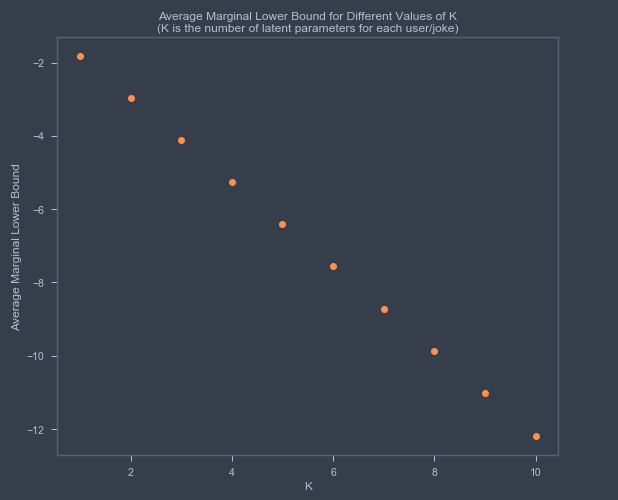 Average Marginal Lower Bound for Different Values of K
(K is the number of latent parameters for each user/joke)
Average Marginal Lower Bound
−2
−4
−6
−8
−10
−12
2
4
6
8
10
K